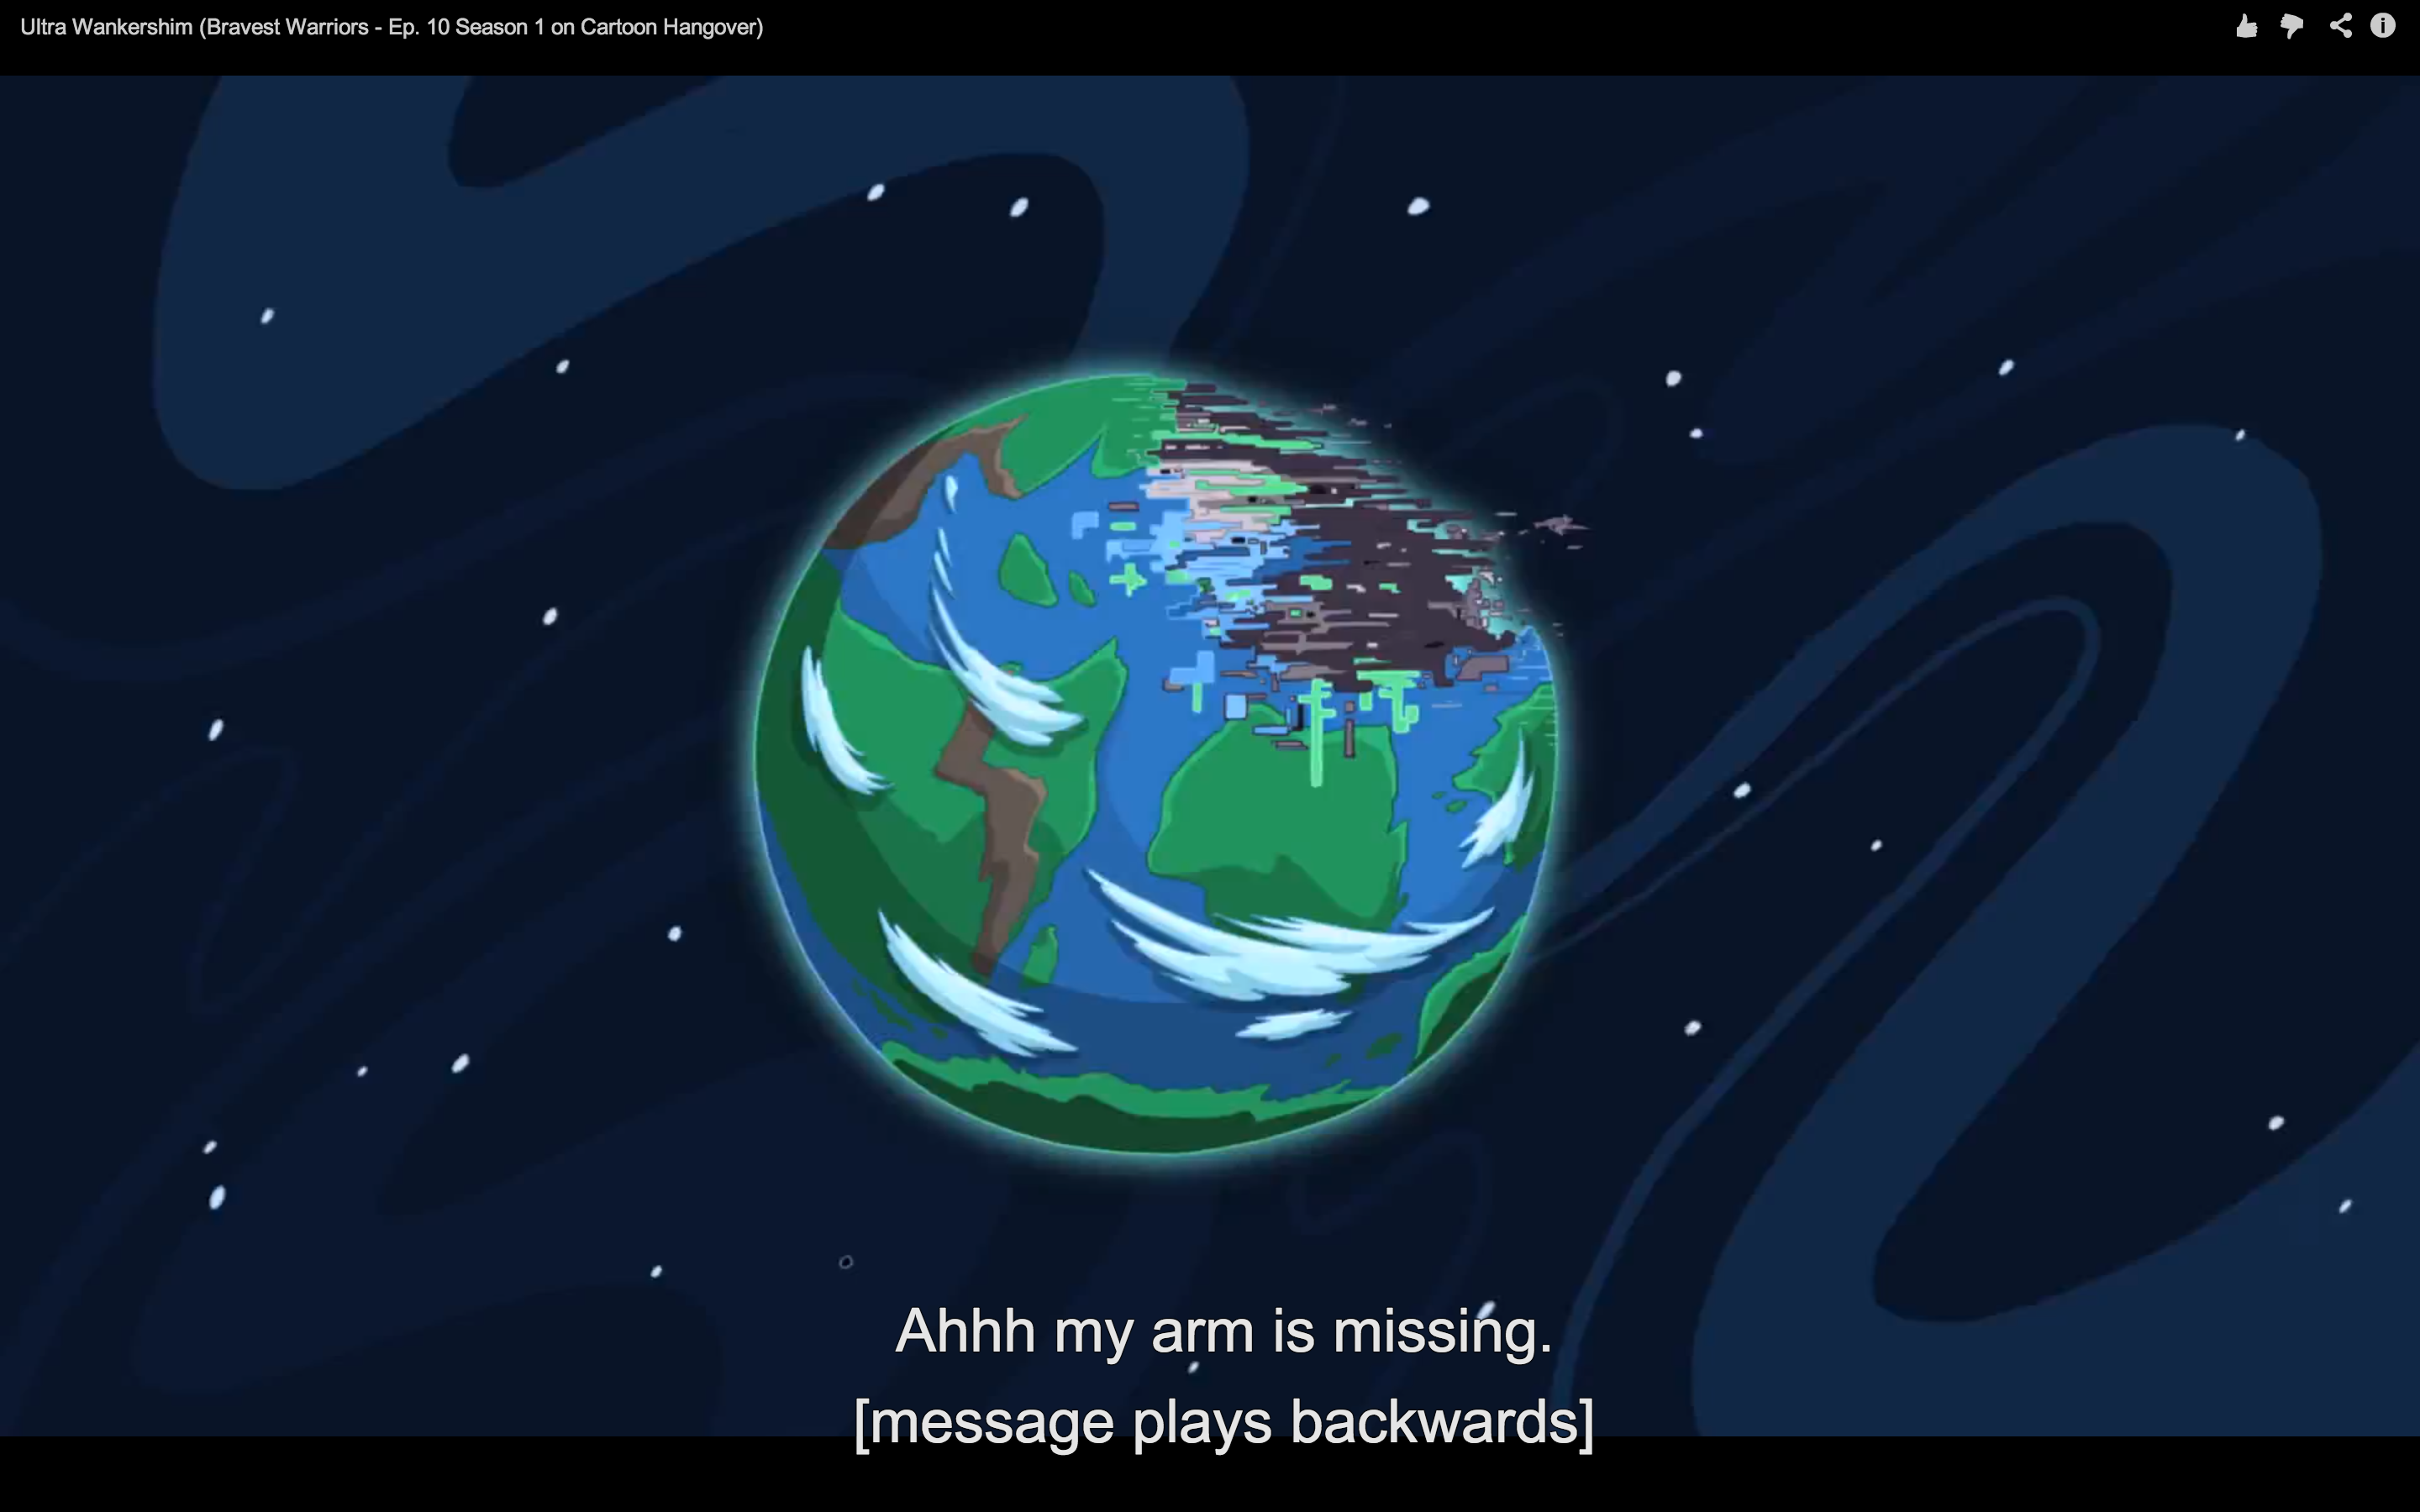 Ultra Wankershim (Bravest Warriors - Ep. 10 Season 1 on Cartoon Hangover)
Ahhh my arm is missing.
[message plays backwards]